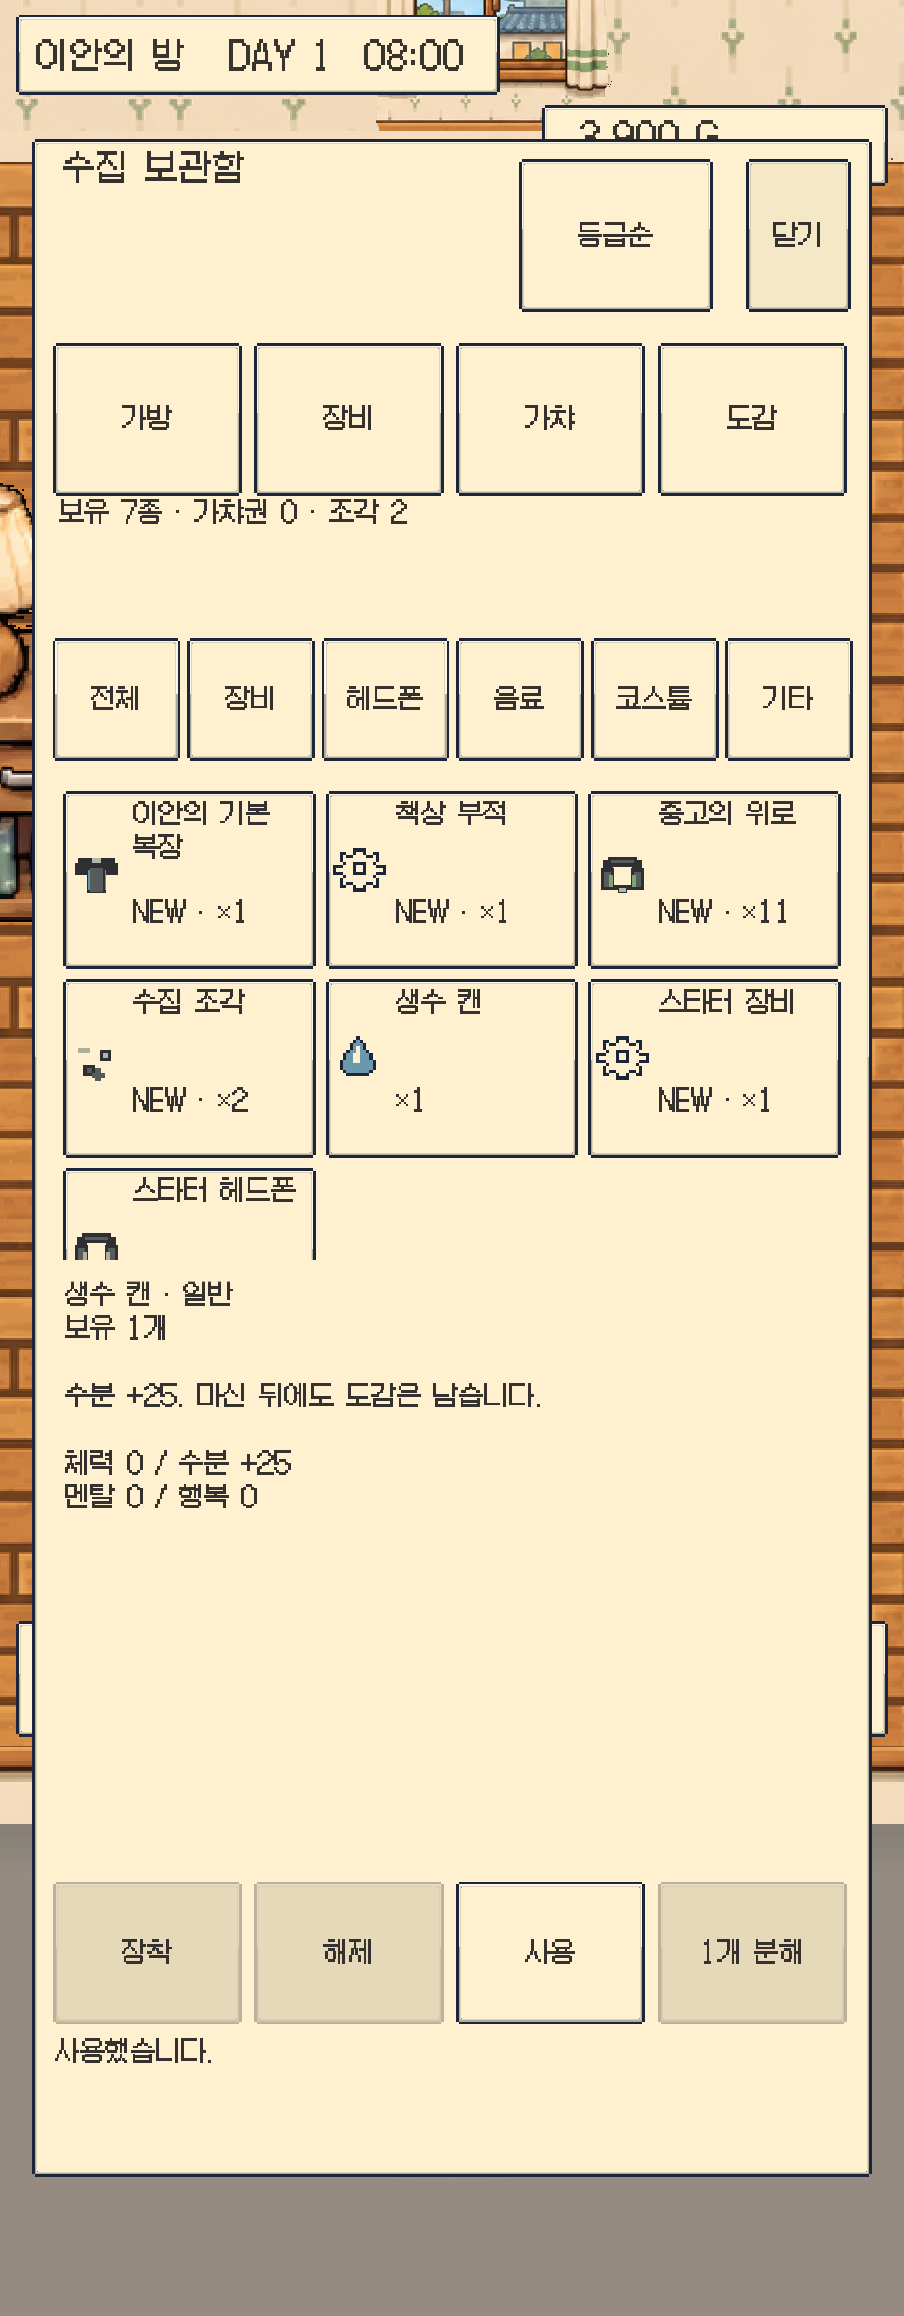 이안의 방 DAY 1 08:00
3,900 G
수집 보관함
등급순
닫기
가방
장비
가챠
도감
보유 7종 · 가챠권 0 · 조각 2
전체
장비
헤드폰
음료
코스튬
기타
이안의 기본
복장
NEW · ×1
책상 부적
NEW · ×1
중고의 위로
NEW · ×11
수집 조각
NEW · ×2
생수 캔
×1
스타터 장비
NEW · ×1
스타터 헤드폰
생수 캔 · 일반
보유 1개
수분 +25. 마신 뒤에도 도감은 남습니다.
체력 0 / 수분 +25
멘탈 0 / 행복 0
장착
해제
사용
1개 분해
사용했습니다.